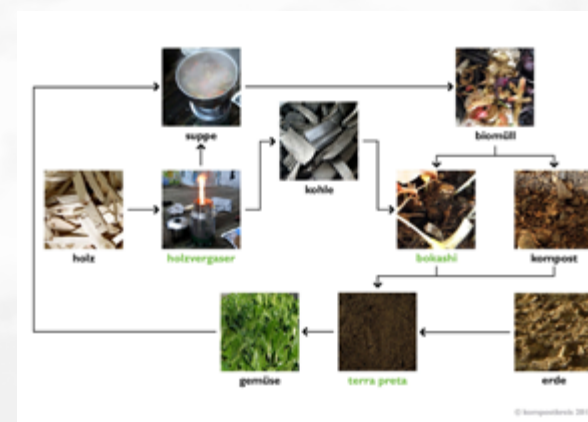 suppe
biomüll
kohle
holz
holzvergaser
bokashi
kompost
gemüse
terra preta
erde